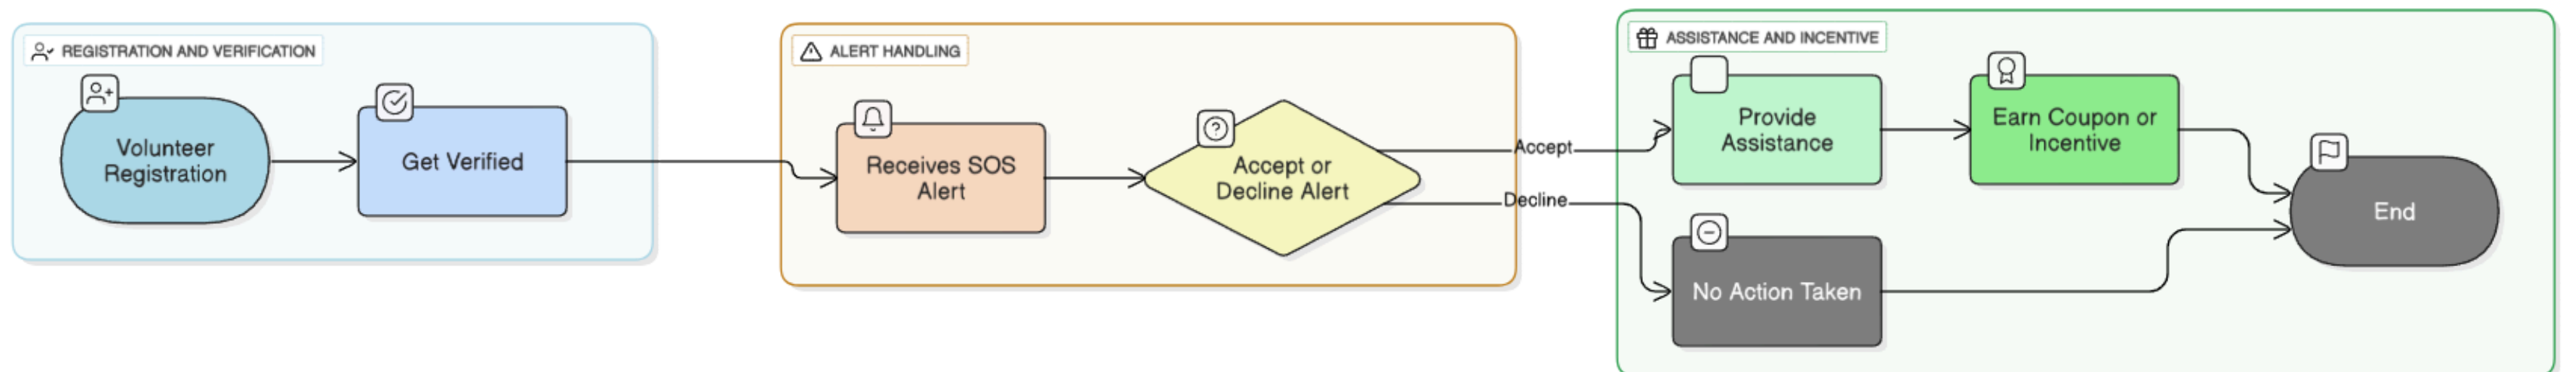 REGISTRATION AND VERIFICATION
Volunteer
Registration
Get Verified
ALERT HANDLING
Receives SOS
Alert
Accept or
Decline Alert
Accept
Decline
ASSISTANCE AND INCENTIVE
Provide
Assistance
Earn Coupon or
Incentive
No Action Taken
End